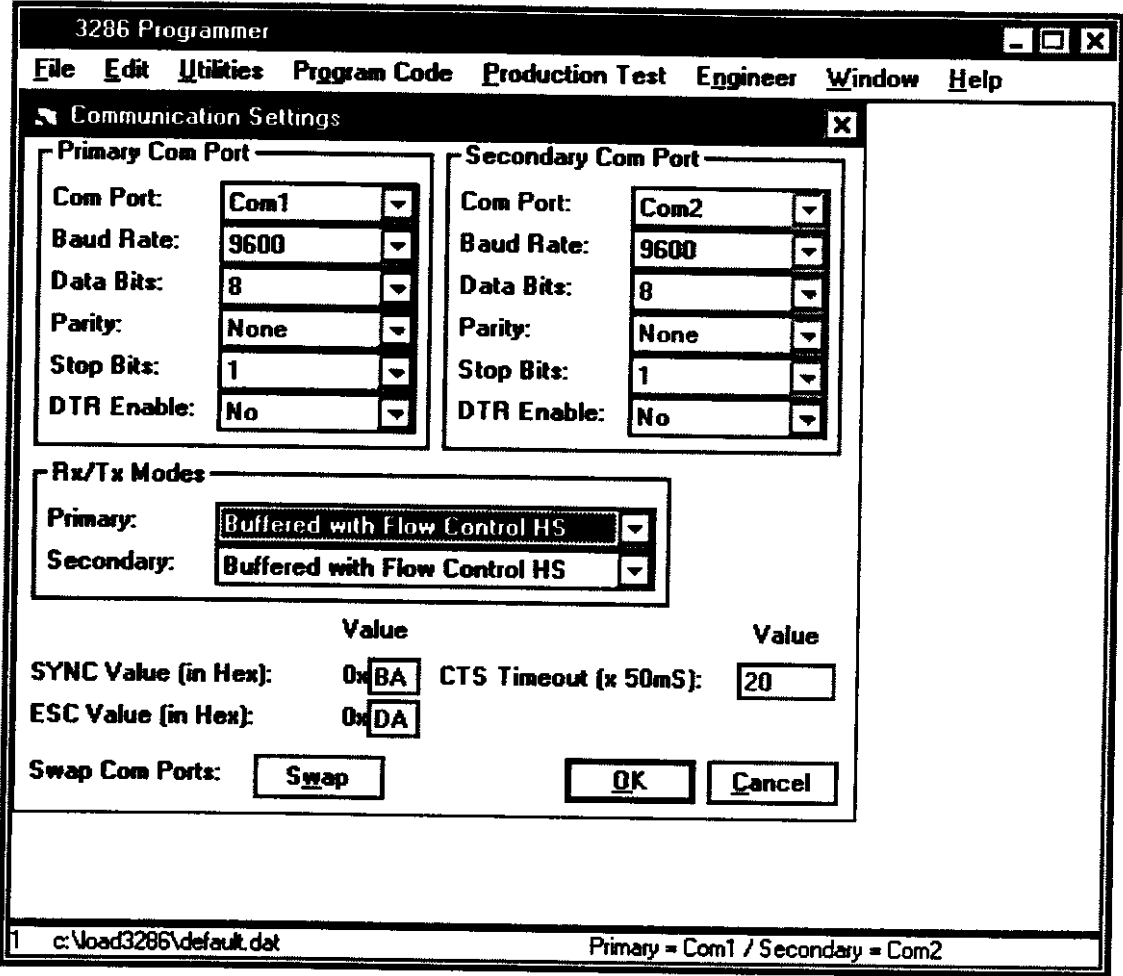 3286 Programmer
File Edit Utilities Program Code Production Test Engineer Window Help
Communication Settings
Primary Com Port
Com Port: Com1
Baud Rate: 9600
Data Bits: 8
Parity: None
Stop Bits: 1
DTR Enable: No
Secondary Com Port
Com Port: Com2
Baud Rate: 9600
Data Bits: 8
Parity: None
Stop Bits: 1
DTR Enable: No
Rx/Tx Modes
Primary: Buffered with Flow Control HS
Secondary: Buffered with Flow Control HS
Value Value
SYNC Value (in Hex): 0xBA CTS Timeout (x 50mS): 20
ESC Value (in Hex): 0xDA
Swap Com Ports: Swap OK Cancel
1 c:\load3286\default.dat Primary = Com1 / Secondary = Com2